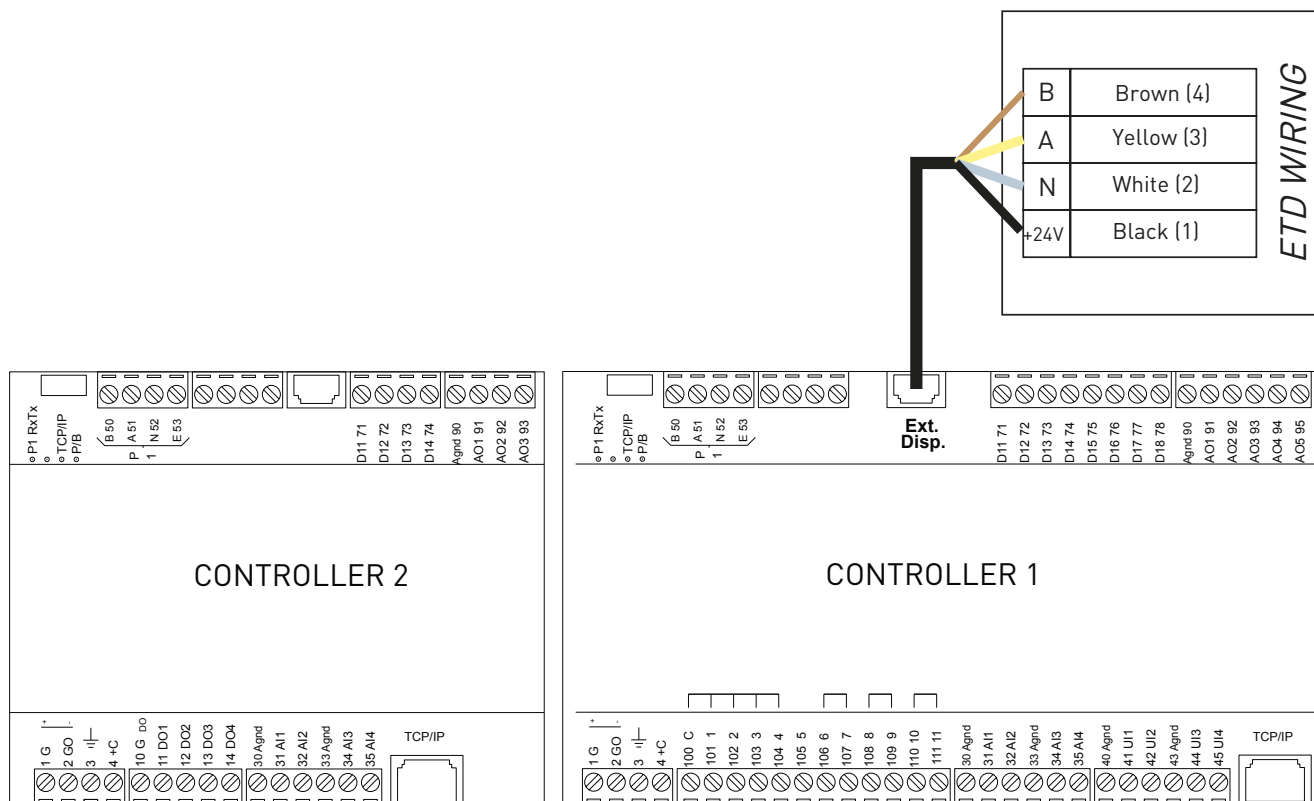 ETD WIRING
B Brown (4)
A Yellow (3)
N White (2)
+24V Black (1)
P1 RxTx
TCP/IP
P/B
B 50
A 51
N 52
E 53
P 1
D11 71
D12 72
D13 73
D14 74
Agnd 90
AO1 91
AO2 92
AO3 93
CONTROLLER 2
+ -
1 G
2 GO
3
4 +C
10 G DO
11 DO1
12 DO2
13 DO3
14 DO4
30 Agnd
31 AI1
32 AI2
33 Agnd
34 AI3
35 AI4
TCP/IP
P1 RxTx
TCP/IP
P/B
B 50
A 51
N 52
E 53
P 1
Ext.
Disp.
D11 71
D12 72
D13 73
D14 74
D15 75
D16 76
D17 77
D18 78
Agnd 90
AO1 91
AO2 92
AO3 93
AO4 94
AO5 95
CONTROLLER 1
+ -
1 G
2 GO
3
4 +C
100 C
101 1
102 2
103 3
104 4
105 5
106 6
107 7
108 8
109 9
110 10
111 11
30 Agnd
31 AI1
32 AI2
33 Agnd
34 AI3
35 AI4
40 Agnd
41 UI1
42 UI2
43 Agnd
44 UI3
45 UI4
TCP/IP